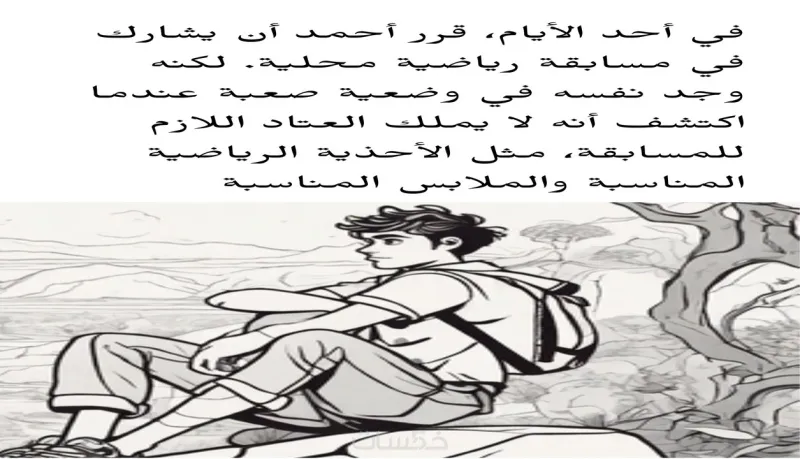 في أحد الأيام، قرر أحمد أن يشارك
في مسابقة رياضية محلية. لكنه
وجد نفسه في وضعية صعبة عندما
اكتشف أنه لا يملك العتاد اللازم
للمسابقة، مثل الأحذية الرياضية
المناسبة والملابس المناسبة
خمسات